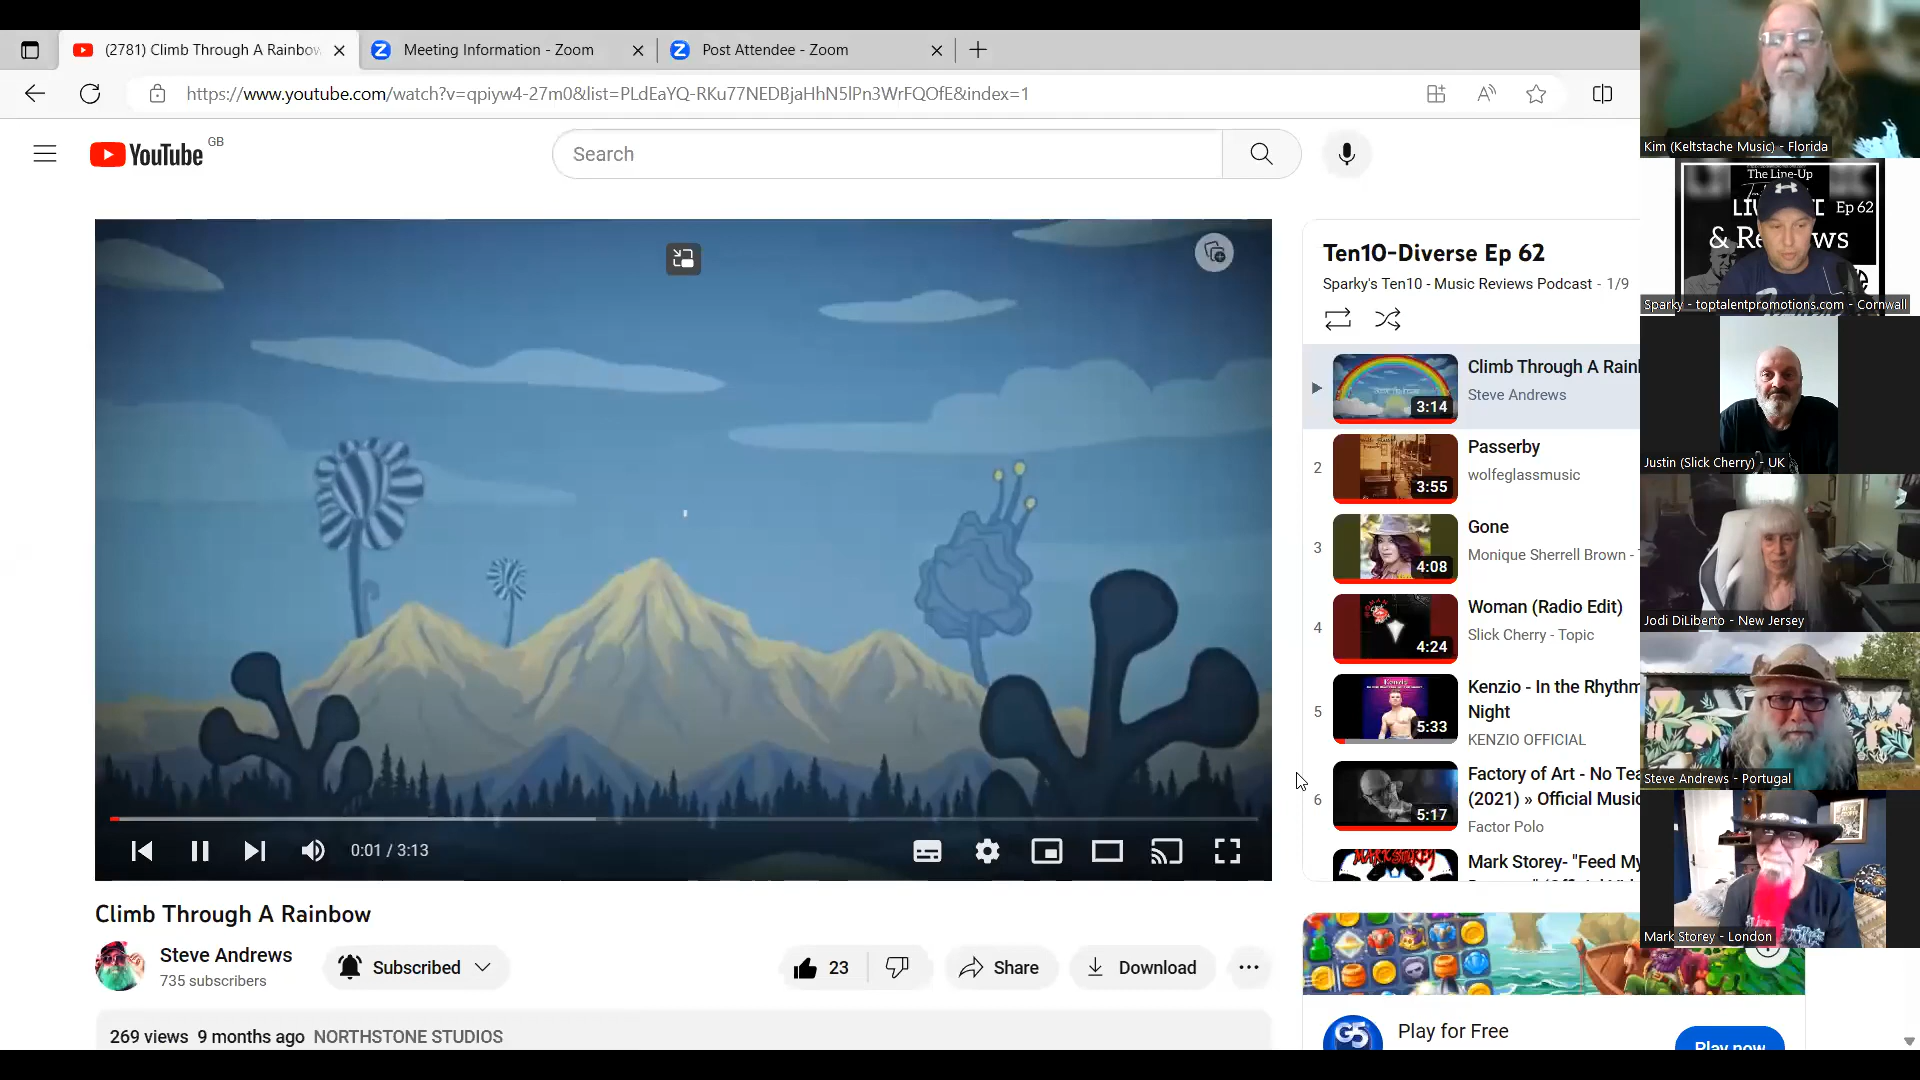 (2781) Climb Through A Rainbow
Meeting Information - Zoom
Post Attendee - Zoom
https://www.youtube.com/watch?v=qpiyw4-27m0&list=PLdEaYQ-RKu77NEDBjaHhN5lPn3WrFQOfE&index=1
YouTube GB
Search
Ten10-Diverse Ep 62
Sparky's Ten10 - Music Reviews Podcast - 1/9
Climb Through A Rain
Steve Andrews
3:14
2
Passerby
wolfeglassmusic
3:55
3
Gone
Monique Sherrell Brown -
4:08
4
Woman (Radio Edit)
Slick Cherry - Topic
4:24
5
Kenzio - In the Rhythm
Night
KENZIO OFFICIAL
5:33
6
Factory of Art - No Tea
(2021) » Official Music
Factor Polo
5:17
Mark Storey- "Feed My
0:01 / 3:13
Climb Through A Rainbow
Steve Andrews
735 subscribers
Subscribed
23
Share
Download
269 views 9 months ago NORTHSTONE STUDIOS
G5
Play for Free
Play now
Kim (Keltstache Music) - Florida
The Line-Up
Ep 62
& Re ws
Sparky - toptalentpromotions.com - Cornwall
Justin (Slick Cherry) - UK
Jodi DiLiberto - New Jersey
Steve Andrews - Portugal
Mark Storey - London